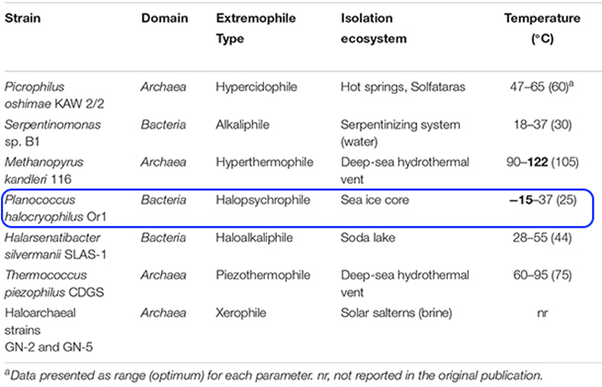 Strain Domain Extremophile Isolation Temperature
Type ecosystem (°C)
Picrophilus Archaea Hypercidophile Hot springs, Solfataras 47–65 (60)ᵃ
oshimae KAW 2/2
Serpentinomonas Bacteria Alkaliphile Serpentinizing system 18–37 (30)
sp. B1 (water)
Methanopyrus Archaea Hyperthermophile Deep-sea hydrothermal 90–122 (105)
kandleri 116 vent
Planococcus Bacteria Halopsychrophile Sea ice core –15–37 (25)
halocryophilus Or1
Halarsenatibacter Bacteria Haloalkaliphile Soda lake 28–55 (44)
silvermanii SLAS-1
Thermococcus Archaea Piezothermophile Deep-sea hydrothermal 60–95 (75)
piezophilus CDGS vent
Haloarchaeal Archaea Xerophile Solar salterns (brine) nr
strains
GN-2 and GN-5
ᵃData presented as range (optimum) for each parameter. nr, not reported in the original publication.